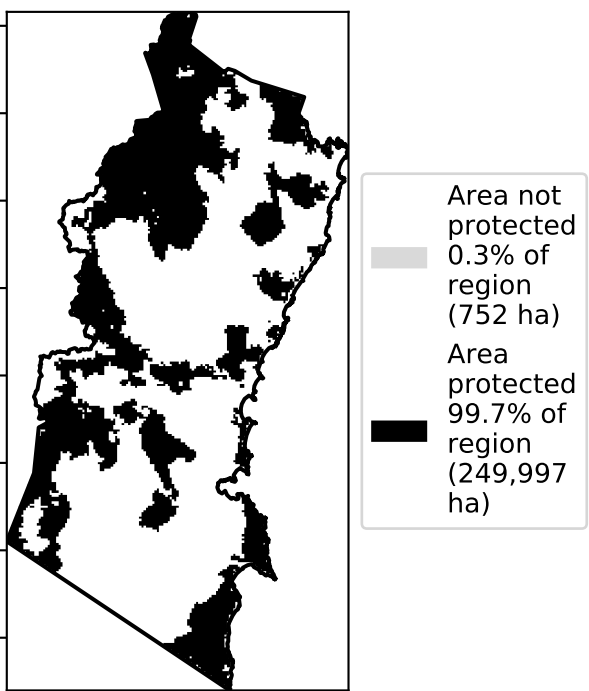 Area not
protected
0.3% of
region
(752 ha)
Area
protected
99.7% of
region
(249,997
ha)